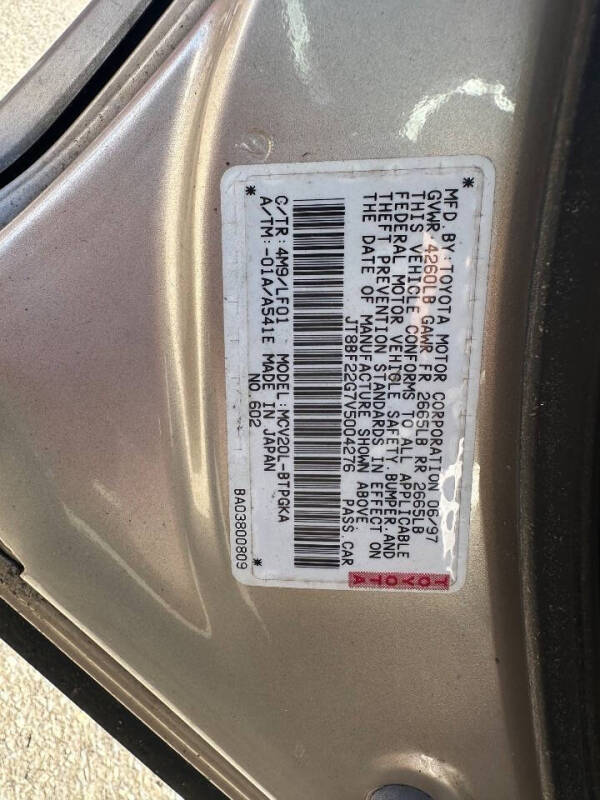 MFD.BY:TOYOTA MOTOR CORPORATION 06/97
GVWR 4260LB GAWR FR 2665LB RR 2665LB
THIS VEHICLE CONFORMS TO ALL APPLICABLE
FEDERAL MOTOR VEHICLE SAFETY,BUMPER,AND
THEFT PREVENTION STANDARDS IN EFFECT ON
THE DATE OF MANUFACTURE SHOWN ABOVE.
JT8BF22G7V5004276 PASS.CAR
TOYOTA
* *
C/TR:4M9/LF01 MODEL:MCV20L-BTPGKA
A/TM:-01A/A541E MADE IN JAPAN
NO.602
BA03800809